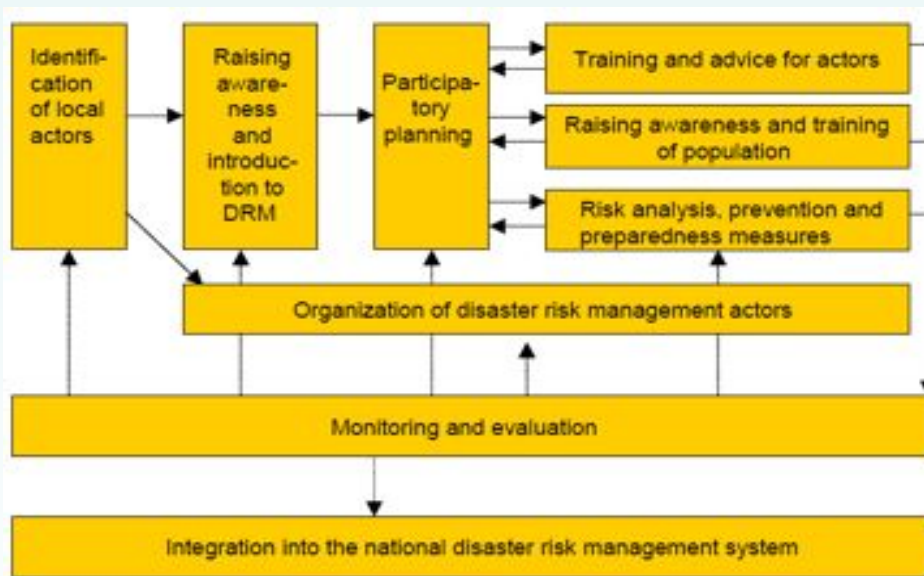 Identifi-
cation
of local
actors
Raising
aware-
ness
and
introduc-
tion to
DRM
Participa-
tory
planning
Training and advice for actors
Raising awareness and training
of population
Risk analysis, prevention and
preparedness measures
Organization of disaster risk management actors
Monitoring and evaluation
Integration into the national disaster risk management system